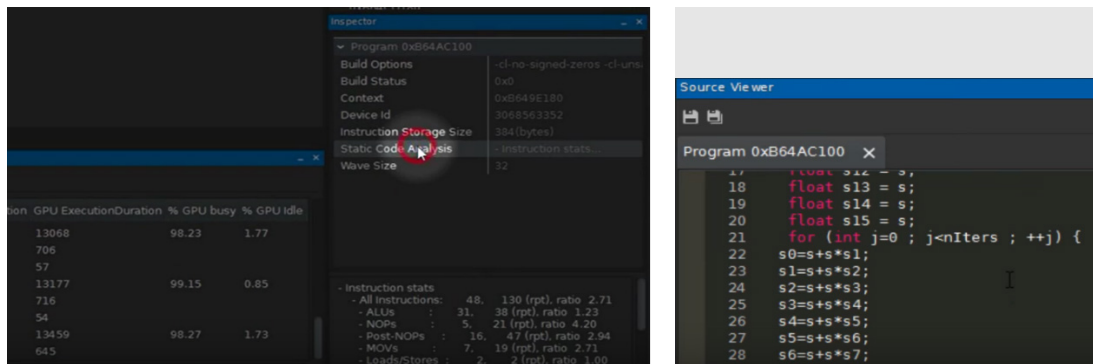 Inspector
Program 0xB64AC100
Build Options -cl-no-signed-zeros -cl-uns
Build Status 0x0
Context 0xB649E180
Device Id 3068563352
Instruction Storage Size 384(bytes)
Static Code Analysis - Instruction stats...
Wave Size 32
GPU ExecutionDuration % GPU busy % GPU Idle
13068 98.23 1.77
706
57
13177 99.15 0.85
716
54
13459 98.27 1.73
645
- Instruction stats
- All Instructions: 48, 130 (rpt), ratio 2.71
- ALUs : 31, 38 (rpt), ratio 1.23
- NOPs : 5, 21 (rpt), ratio 4.20
- Post-NOPs : 16, 47 (rpt), ratio 2.94
- MOVs : 7, 19 (rpt), ratio 2.71
- Loads/Stores : 2, 2 (rpt), ratio 1.00
Source Viewer
Program 0xB64AC100
17 float s12 = s;
18 float s13 = s;
19 float s14 = s;
20 float s15 = s;
21 for (int j=0 ; j<nIters ; ++j) {
22 s0=s+s*s1;
23 s1=s+s*s2;
24 s2=s+s*s3;
25 s3=s+s*s4;
26 s4=s+s*s5;
27 s5=s+s*s6;
28 s6=s+s*s7;